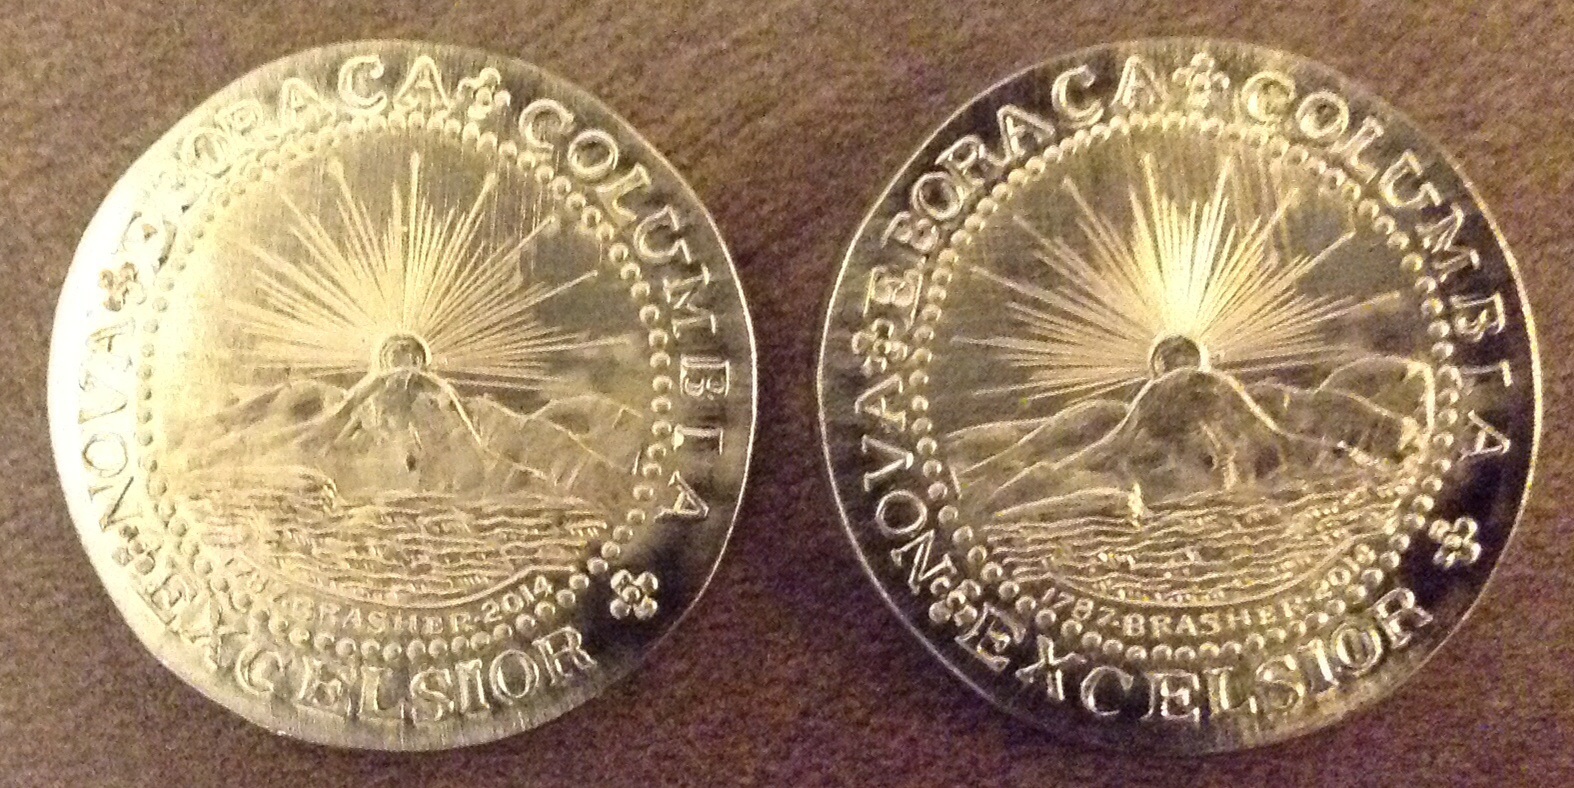 NOVA EBORACA COLUMBIA EXCELSIOR
1787-BRASHER-2014
NOVA EBORACA COLUMBIA EXCELSIOR
1787-BRASHER-2014